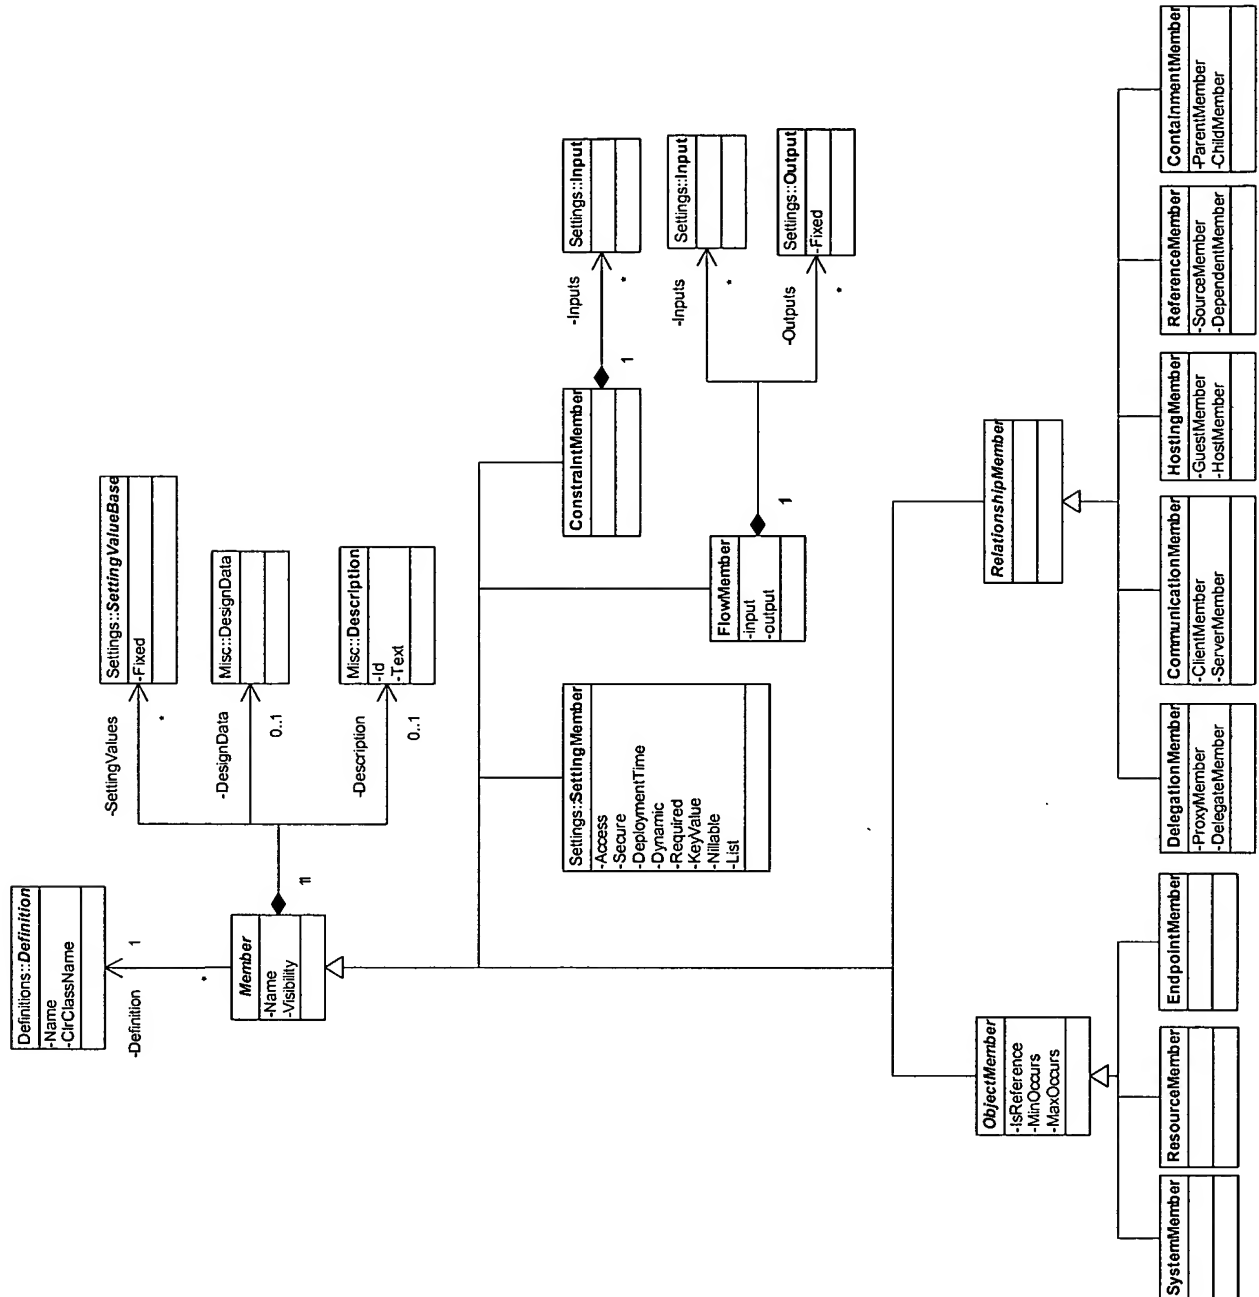 Definitions::Definition
-Name
-ClrClassName
-Definition
1
*
Member
-Name
-Visibility
-SettingValues
*
Settings::SettingValueBase
-Fixed
-DesignData
0..1
Misc::DesignData
-Description
0..1
Misc::Description
-Id
-Text
Settings::SettingMember
-Access
-Secure
-DeploymentTime
-Dynamic
-Required
-KeyValue
-Nillable
-List
ConstraintMember
1
-Inputs
*
Settings::Input
FlowMember
-input
-output
-Inputs
*
Settings::Input
-Outputs
*
Settings::Output
-Fixed
ObjectMember
-IsReference
-MinOccurs
-MaxOccurs
RelationshipMember
SystemMember
ResourceMember
EndpointMember
DelegationMember
-ProxyMember
-DelegateMember
CommunicationMember
-ClientMember
-ServerMember
HostingMember
-GuestMember
-HostMember
ReferenceMember
-SourceMember
-DependentMember
ContainmentMember
-ParentMember
-ChildMember